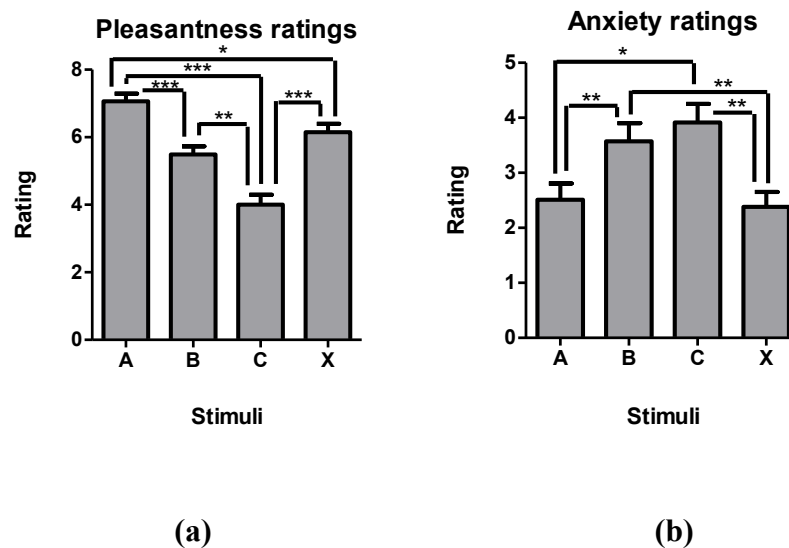 Pleasantness ratings
*
***
***
**
***
8
6
4
2
0
Rating
A B C X
Stimuli
(a)
Anxiety ratings
*
**
**
**
5
4
3
2
1
0
Rating
A B C X
Stimuli
(b)